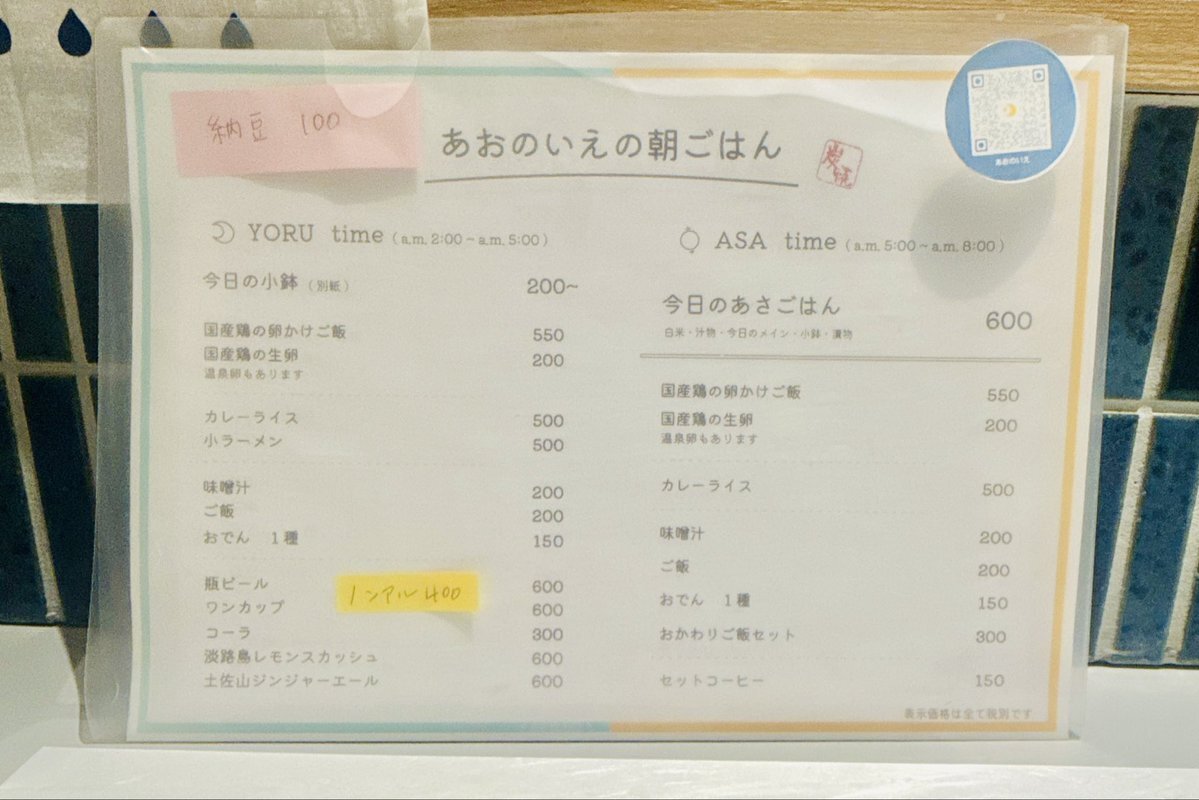 納豆 100
あおのいえの朝ごはん
炭焼
あおのいえ
YORU time (a.m. 2:00~a.m. 5:00)
今日の小鉢 (別紙) 200~
国産鶏の卵かけご飯 550
国産鶏の生卵 200
温泉卵もあります
カレーライス 500
小ラーメン 500
味噌汁 200
ご飯 200
おでん 1種 150
瓶ビール 600
ノンアル 400
ワンカップ 600
コーラ 300
淡路島レモンスカッシュ 600
土佐山ジンジャーエール 600
ASA time (a.m. 5:00~a.m. 8:00)
今日のあさごはん 600
白米・汁物・今日のメイン・小鉢・漬物
国産鶏の卵かけご飯 550
国産鶏の生卵 200
温泉卵もあります
カレーライス 500
味噌汁 200
ご飯 200
おでん 1種 150
おかわりご飯セット 300
セットコーヒー 150
表示価格は全て税別です